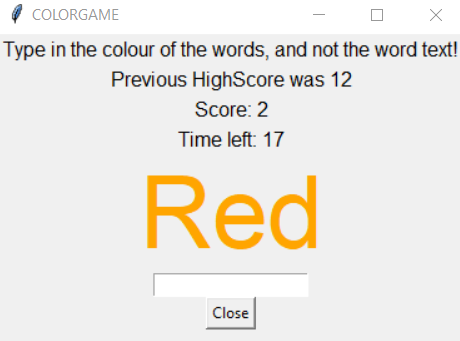 COLORGAME
Type in the colour of the words, and not the word text!
Previous HighScore was 12
Score: 2
Time left: 17
Red
Close